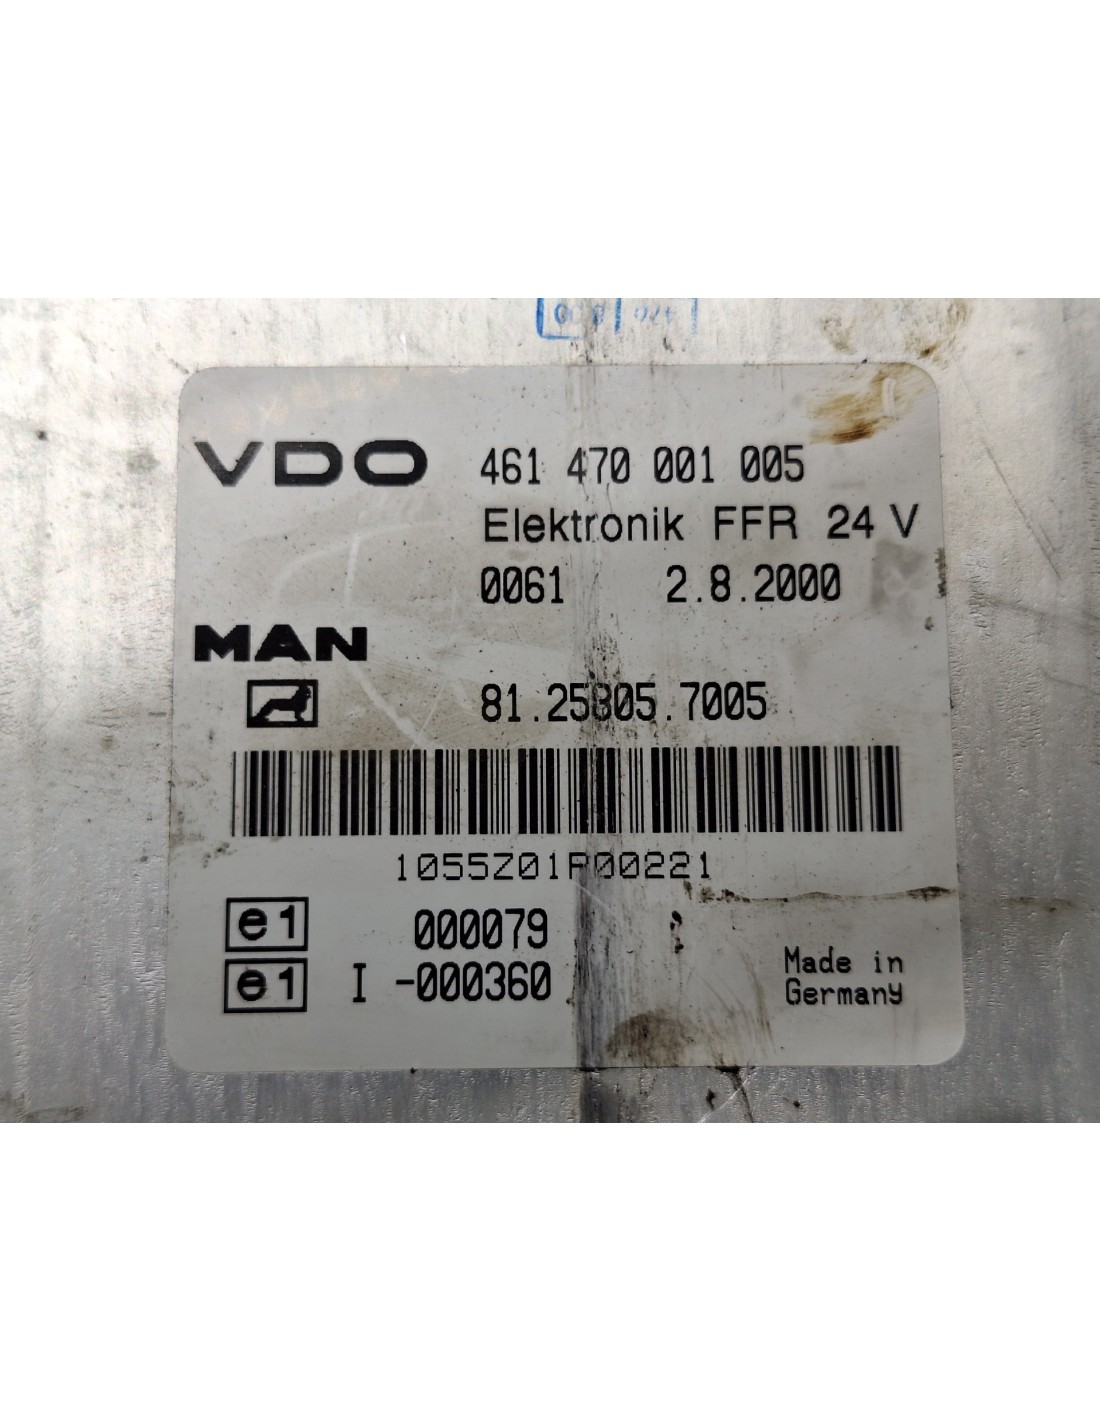 VDO 461 470 001 005
Elektronik FFR 24 V
0061 2.8.2000
MAN
81.25805.7005
1055Z01P00221
e1 000079
e1 I -000360
Made in
Germany